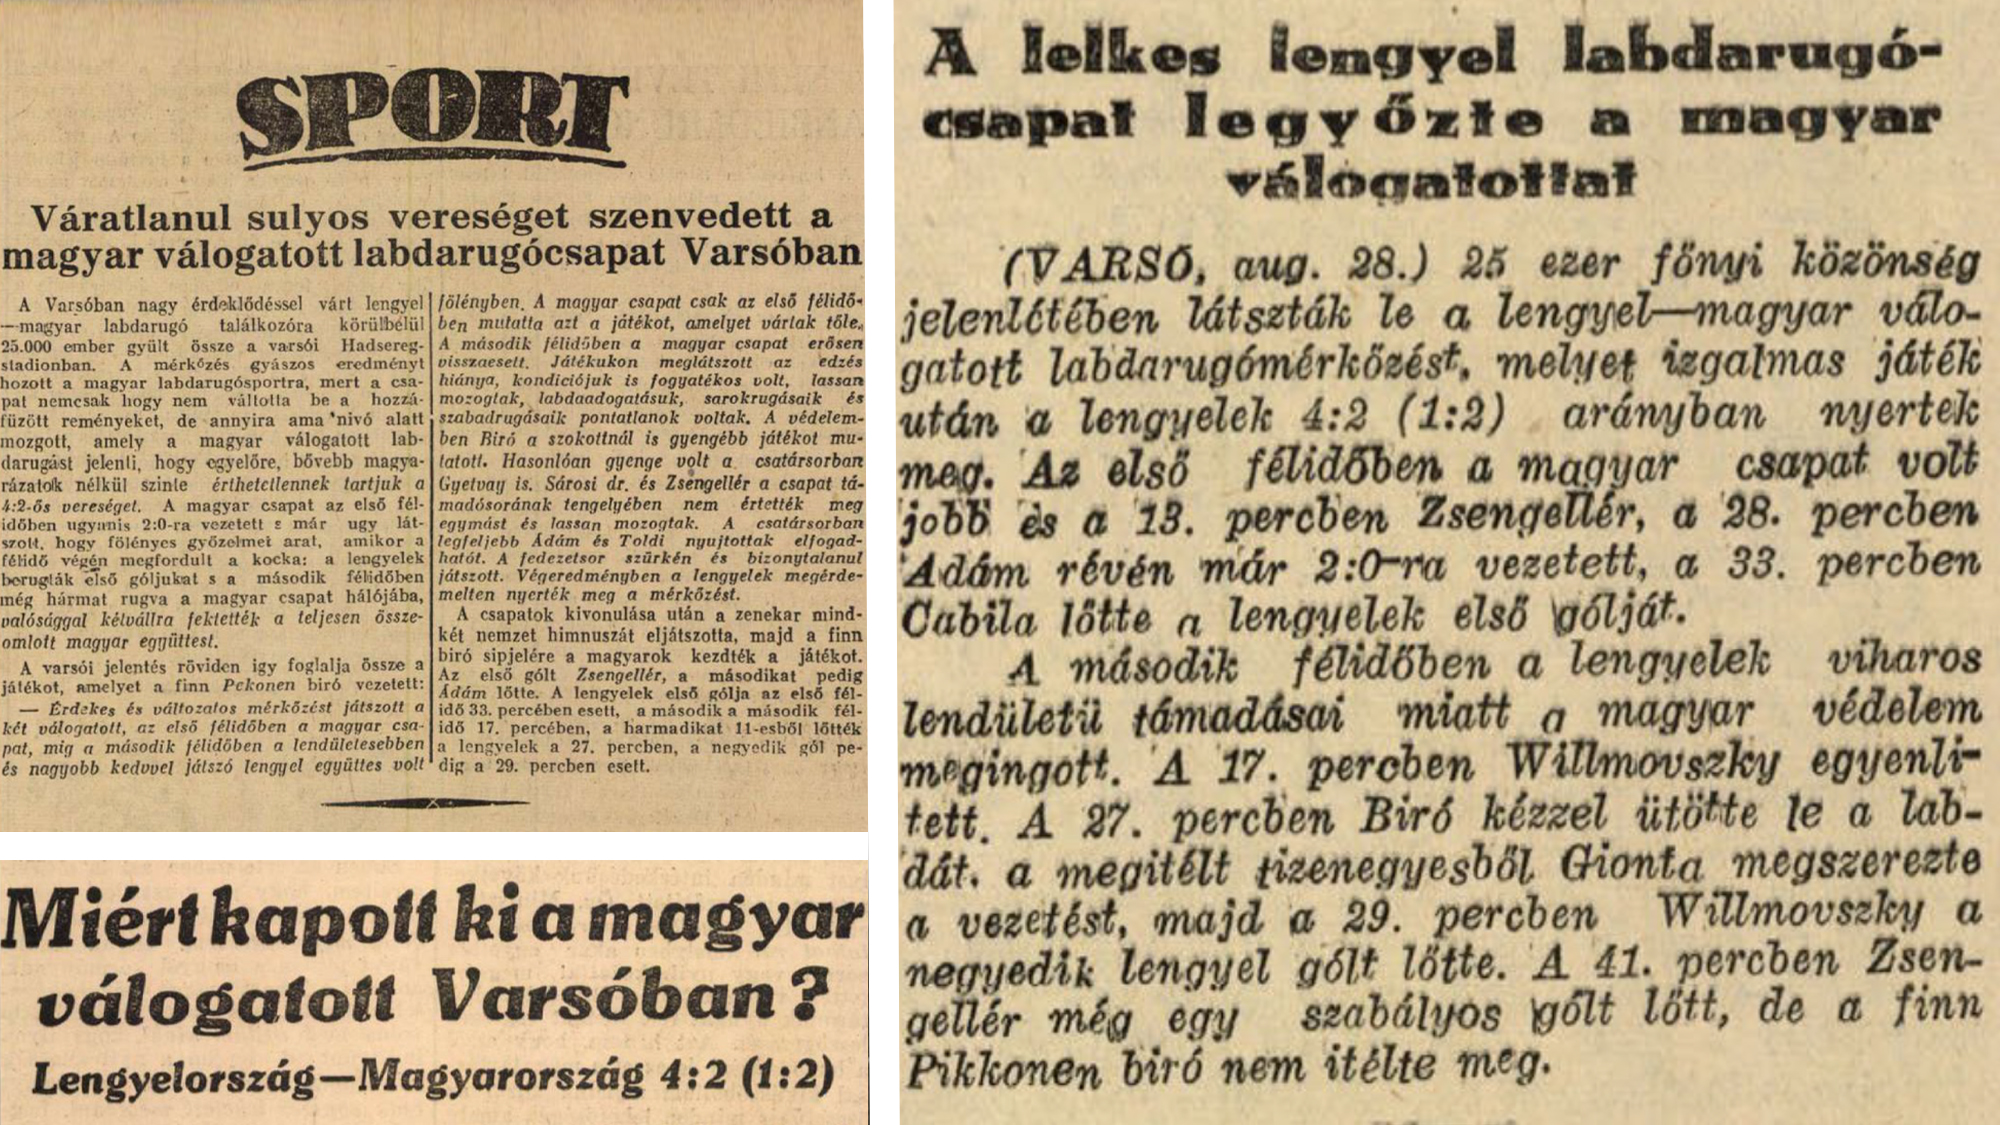 SPORT
Váratlanul sulyos vereséget szenvedett a
magyar válogatott labdarugócsapat Varsóban
A Varsóban nagy érdeklődéssel várt lengyel
—magyar labdarugó találkozóra körülbelül
25.000 ember gyült össze a varsói Hadsereg-
stadionban. A mérkőzés gyászos eredményt
hozott a magyar labdarugósportra, mert a csa-
pat nemcsak hogy nem váltotta be a hozzá-
füzött reményeket, de annyira ama nivó alatt
mozgott, amely a magyar válogatott lab-
darugást jelenti, hogy egyelőre, bővebb magya-
rázatok nélkül szinte érthetetlennek tartjuk a
4:2-ős vereséget. A magyar csapat az első fél-
időben ugyanis 2:0-ra vezetett s már ugy lát-
szott, hogy fölényes győzelmet arat, amikor a
félidő végén megfordult a kocka: a lengyelek
berugták első góljukat s a második félidőben
még hármat rugva a magyar csapat hálójába,
valósággal kétvállra fektették a teljesen össze-
omlott magyar együttest.
A varsói jelentés röviden igy foglalja össze a
játékot, amelyet a finn Pekonen biró vezetett:
— Érdekes és változatos mérkőzést játszott a
két válogatott, az első félidőben a magyar csa-
pat, mig a második félidőben a lendületesebben
és nagyobb kedvvel játszó lengyel együttes volt
fölényben. A magyar csapat csak az első félidő-
ben mutatta azt a játékot, amelyet vártak tőle.
A második félidőben a magyar csapat erősen
visszaesett. Játékukon meglátszott az edzés
hiánya, kondiciójuk is fogyatékos volt, lassan
mozogtak, labdaadogatásuk, sarokrugásaik és
szabadrugásaik pontatlanok voltak. A védelem-
ben Biró a szokottnál is gyengébb játékot mu-
tatott. Hasonlóan gyenge volt a csatársorban
Gyetvay is. Sárosi dr. és Zsengellér a csapat tá-
madósorának tengelyében nem értették meg
egymást és lassan mozogtak. A csatársorban
legfeljebb Ádám és Toldi nyujtottak elfogad-
hatót. A fedezetsor szürkén és bizonytalanul
játszott. Végeredményben a lengyelek megérde-
melten nyerték meg a mérkőzést.
A csapatok kivonulása után a zenekar mind-
két nemzet himnuszát eljátszotta, majd a finn
biró sipjelére a magyarok kezdték a játékot.
Az első gólt Zsengellér, a másodikat pedig
Ádám lőtte. A lengyelek első gólja az első fél-
idő 33. percében esett, a második a második fél-
idő 17. percében, a harmadikat 11-esből lőtték
a lengyelek a 27. percben, a negyedik gól pe-
dig a 29. percben esett.
Miért kapott ki a magyar
válogatott Varsóban?
Lengyelország—Magyarország 4:2 (1:2)
A lelkes lengyel labdarugó-
csapat legyőzte a magyar
válogatottat
(VARSÓ, aug. 28.) 25 ezer főnyi közönség
jelenlétében játszták le a lengyel—magyar válo-
gatott labdarugómérkőzést, melyet izgalmas játék
után a lengyelek 4:2 (1:2) arányban nyertek
meg. Az első félidőben a magyar csapat volt
jobb és a 13. percben Zsengellér, a 28. percben
Adám révén már 2:0-ra vezetett, a 33. percben
Cabila lőtte a lengyelek első gólját.
A második félidőben a lengyelek viharos
lendületü támadásai miatt a magyar védelem
megingott. A 17. percben Willmovszky egyenli-
tett. A 27. percben Biró kézzel ütötte le a lab-
dát, a megitélt tizenegyesből Gionta megszerezte
a vezetést, majd a 29. percben Willmovszky a
negyedik lengyel gólt lőtte. A 41. percben Zsen-
gellér még egy szabályos gólt lőtt, de a finn
Pikkonen biró nem itélte meg.